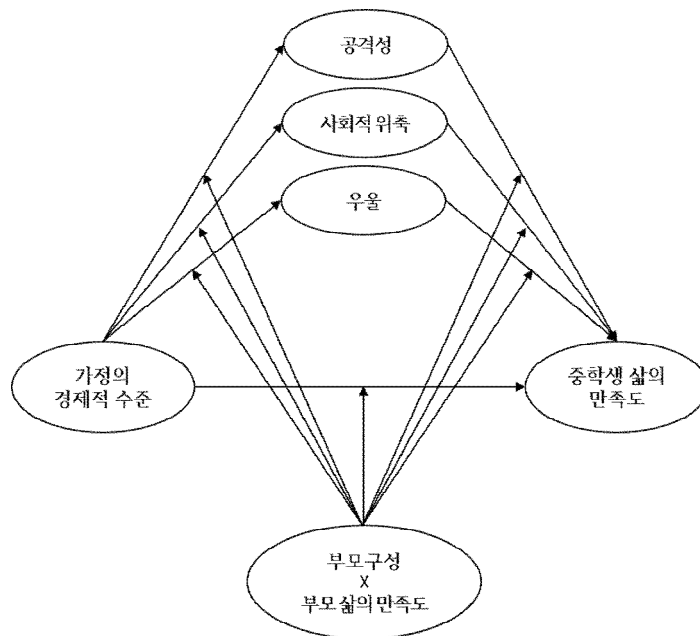 공격성
사회적 위축
우울
가정의
경제적 수준
중학생 삶의
만족도
부모구성
X
부모 삶의 만족도